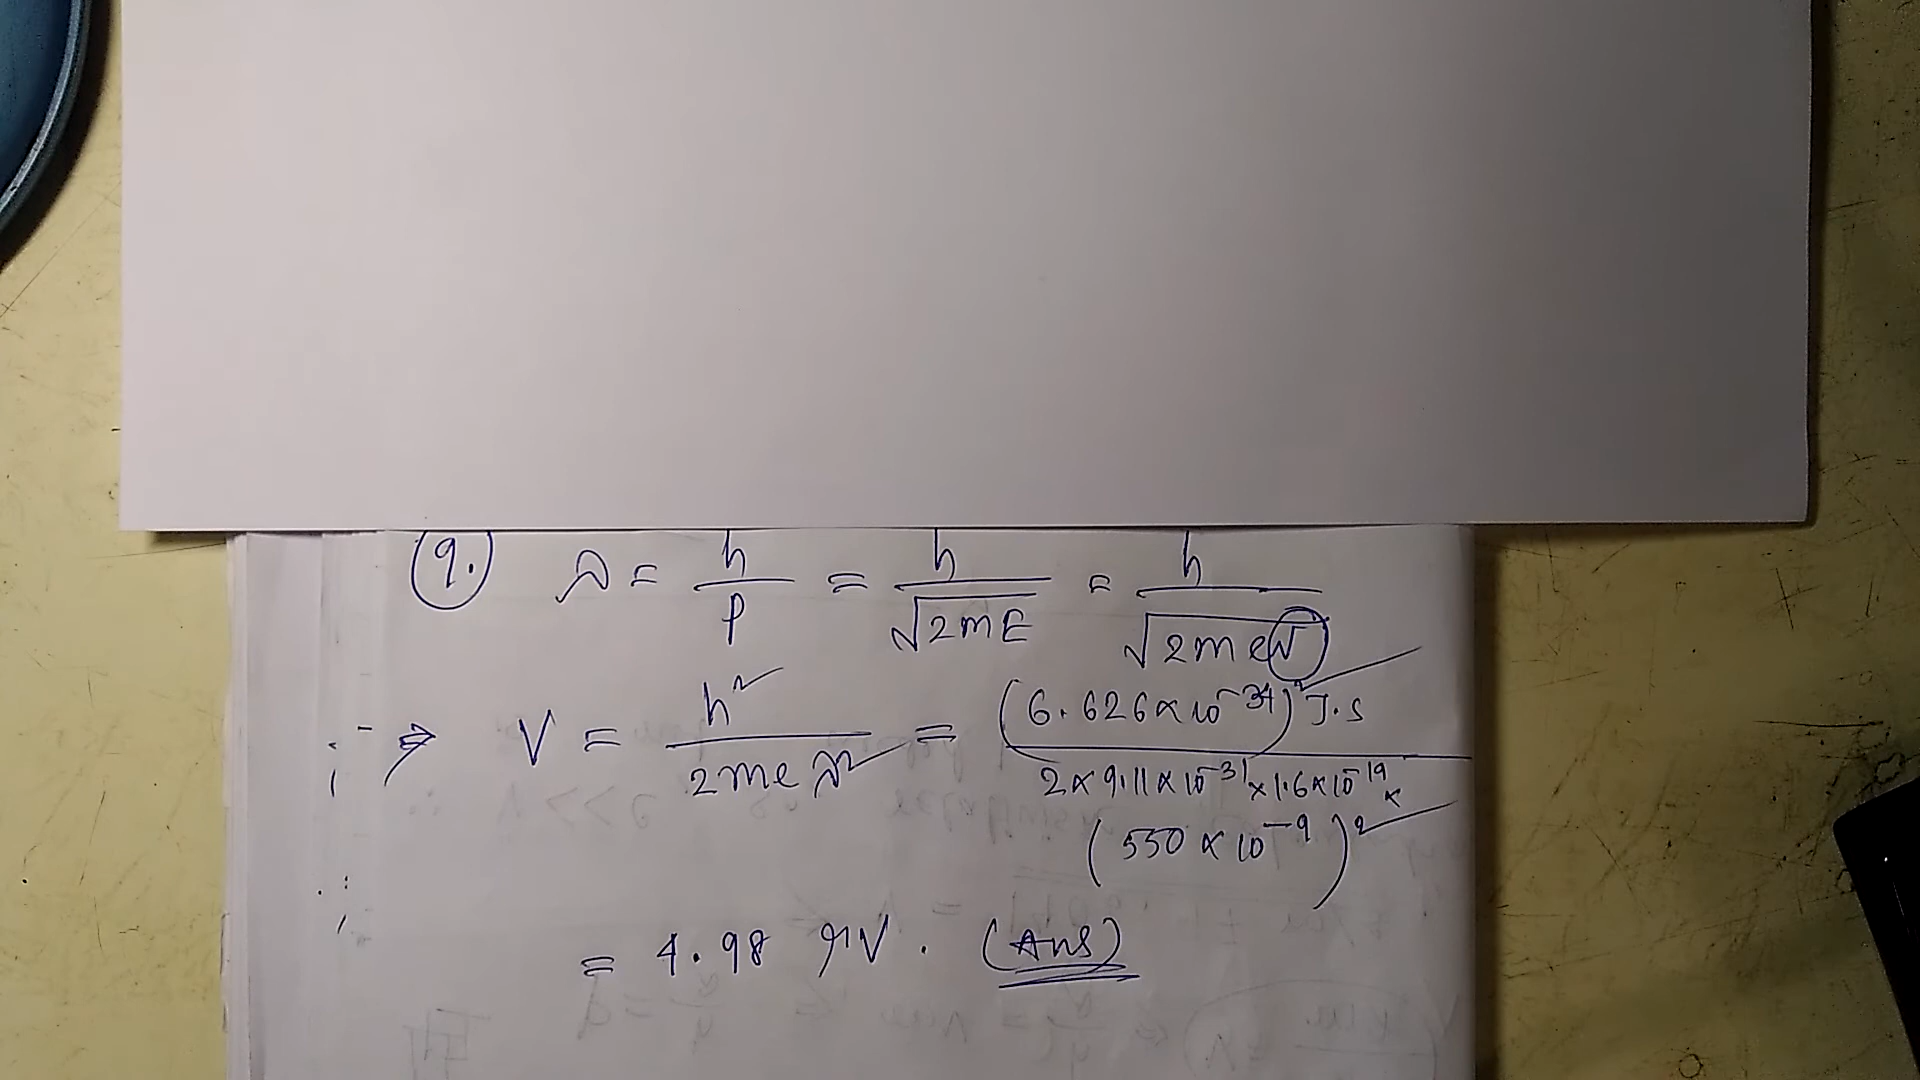 9. λ = h/p = h/√2mE = h/√2meV
⇒ V = h²/2meλ² = (6.626×10^-34)² J.s / 2×9.11×10^-31×1.6×10^-19×
(550×10^-9)²
= 4.98 μV. (Ans)